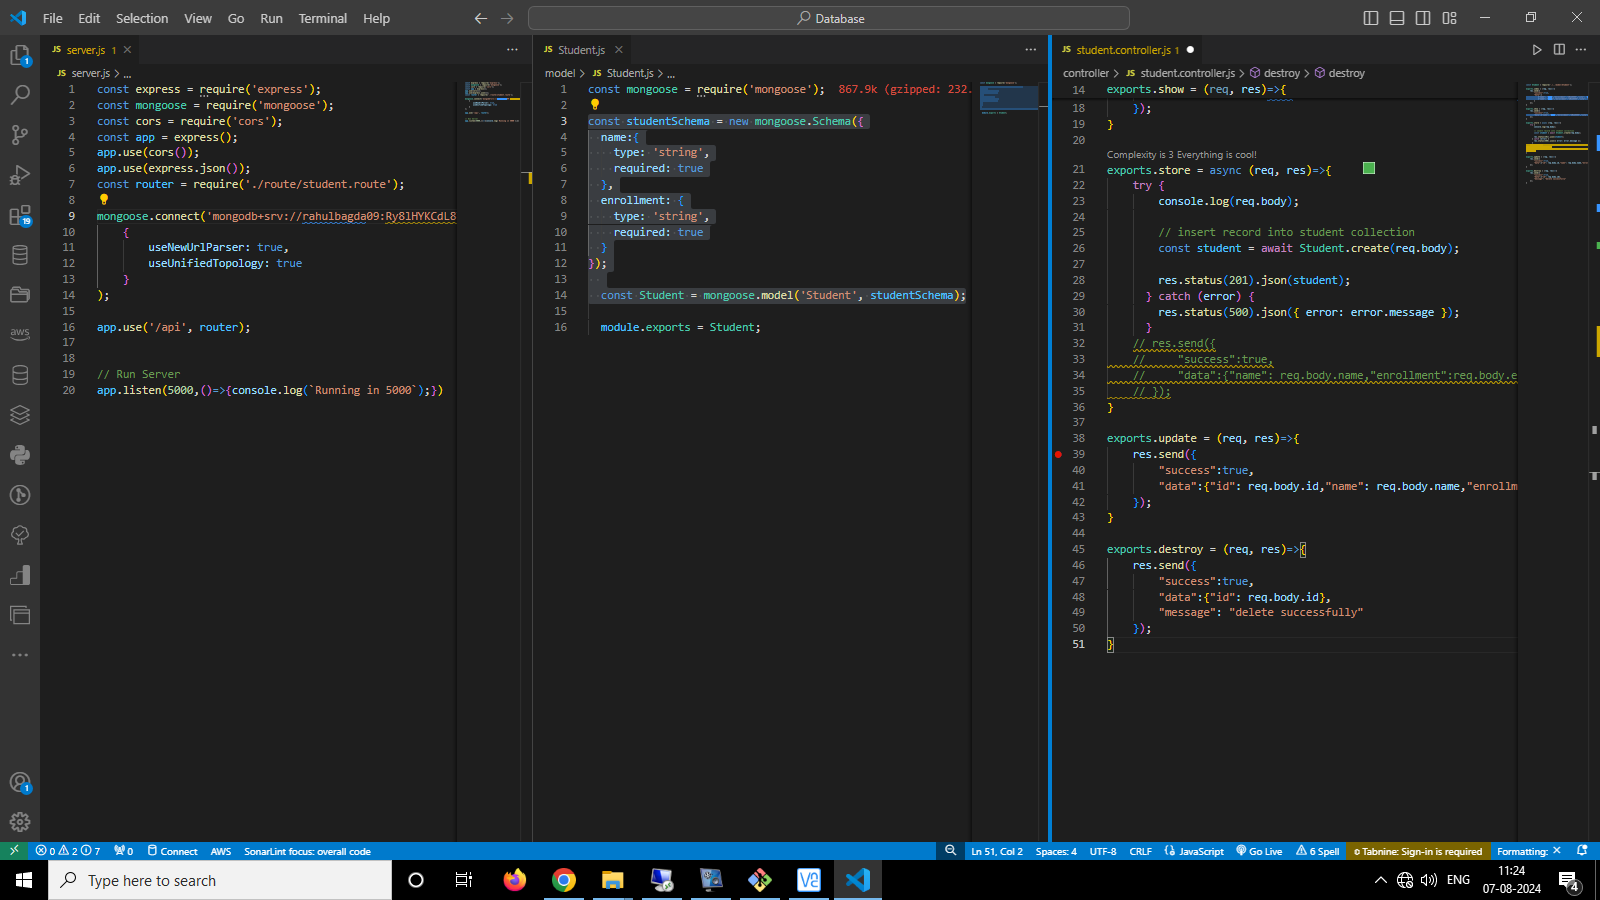 File Edit Selection View Go Run Terminal Help
Database
JS server.js 1
JS server.js > ...
1 const express = require('express');
2 const mongoose = require('mongoose');
3 const cors = require('cors');
4 const app = express();
5 app.use(cors());
6 app.use(express.json());
7 const router = require('./route/student.route');
8
9 mongoose.connect('mongodb+srv://rahulbagda09:Ry8lHYKCdL8
10 {
11 useNewUrlParser: true,
12 useUnifiedTopology: true
13 }
14 );
15
16 app.use('/api', router);
17
18
19 // Run Server
20 app.listen(5000,()=>{console.log(`Running in 5000`);})
JS Student.js
model > JS Student.js > ...
1 const mongoose = require('mongoose'); 867.9k (gzipped: 232.
2
3 const studentSchema = new mongoose.Schema({
4 name:{
5 type: 'string',
6 required: true
7 },
8 enrollment: {
9 type: 'string',
10 required: true
11 }
12 });
13
14 const Student = mongoose.model('Student', studentSchema);
15
16 module.exports = Student;
JS student.controller.js 1
controller > JS student.controller.js > destroy > destroy
14 exports.show = (req, res)=>{
18 });
19 }
20
Complexity is 3 Everything is cool!
21 exports.store = async (req, res)=>{
22 try {
23 console.log(req.body);
24
25 // insert record into student collection
26 const student = await Student.create(req.body);
27
28 res.status(201).json(student);
29 } catch (error) {
30 res.status(500).json({ error: error.message });
31 }
32 // res.send({
33 // "success":true,
34 // "data":{"name": req.body.name,"enrollment":req.body.e
35 // });
36 }
37
38 exports.update = (req, res)=>{
39 res.send({
40 "success":true,
41 "data":{"id": req.body.id,"name": req.body.name,"enrollm
42 });
43 }
44
45 exports.destroy = (req, res)=>{
46 res.send({
47 "success":true,
48 "data":{"id": req.body.id},
49 "message": "delete successfully"
50 });
51 }
1
19
aws
1
0 2 7 0 Connect AWS SonarLint focus: overall code
Ln 51, Col 2 Spaces: 4 UTF-8 CRLF JavaScript Go Live 6 Spell Tabnine: Sign-in is required Formatting:
Type here to search
V2
ENG
11:24
07-08-2024
4